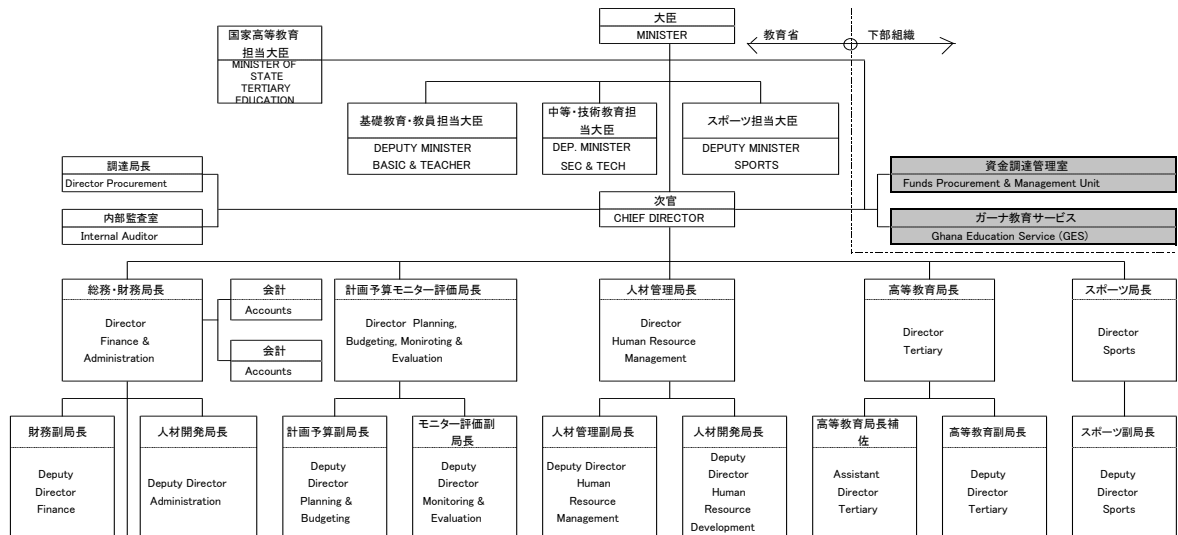 大臣
MINISTER
教育省
下部組織
国家高等教育
担当大臣
MINISTER OF
STATE
TERTIARY
EDUCATION
基礎教育・教員担当大臣
DEPUTY MINISTER
BASIC & TEACHER
中等・技術教育担
当大臣
DEP. MINISTER
SEC & TECH
スポーツ担当大臣
DEPUTY MINISTER
SPORTS
調達局長
Director Procurement
内部監査室
Internal Auditor
次官
CHIEF DIRECTOR
資金調達管理室
Funds Procurement & Management Unit
ガーナ教育サービス
Ghana Education Service (GES)
総務・財務局長
Director
Finance &
Administration
会計
Accounts
会計
Accounts
計画予算モニター評価局長
Director Planning,
Budgeting, Moniroting &
Evaluation
人材管理局長
Director
Human Resource
Management
高等教育局長
Director
Tertiary
スポーツ局長
Director
Sports
財務副局長
Deputy
Director
Finance
人材開発局長
Deputy Director
Administration
計画予算副局長
Deputy
Director
Planning &
Budgeting
モニター評価副
局長
Deputy
Director
Monitoring &
Evaluation
人材管理副局長
Deputy Director
Human
Resource
Management
人材開発局長
Deputy
Director
Human
Resource
Development
高等教育局長補
佐
Assistant
Director
Tertiary
高等教育副局長
Deputy
Director
Tertiary
スポーツ副局長
Deputy
Director
Sports